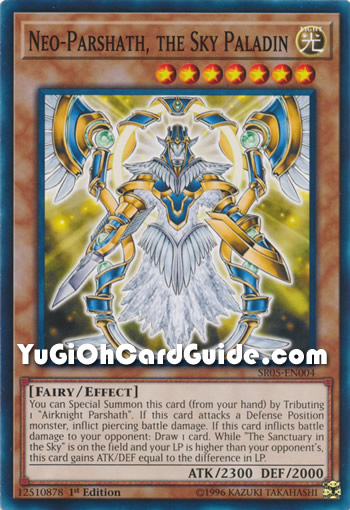 NEO-PARSHATH, THE SKY PALADIN
LIGHT
光
YuGiOhCardGuide.com
SR05-EN004
[FAIRY/EFFECT]
You can Special Summon this card (from your hand) by Tributing
1 "Airknight Parshath". If this card attacks a Defense Position
monster, inflict piercing battle damage. If this card inflicts battle
damage to your opponent: Draw 1 card. While "The Sanctuary in
the Sky" is on the field and your LP is higher than your opponent's,
this card gains ATK/DEF equal to the difference in LP.
ATK/2300 DEF/2000
12510878 1st Edition ©1996 KAZUKI TAKAHASHI